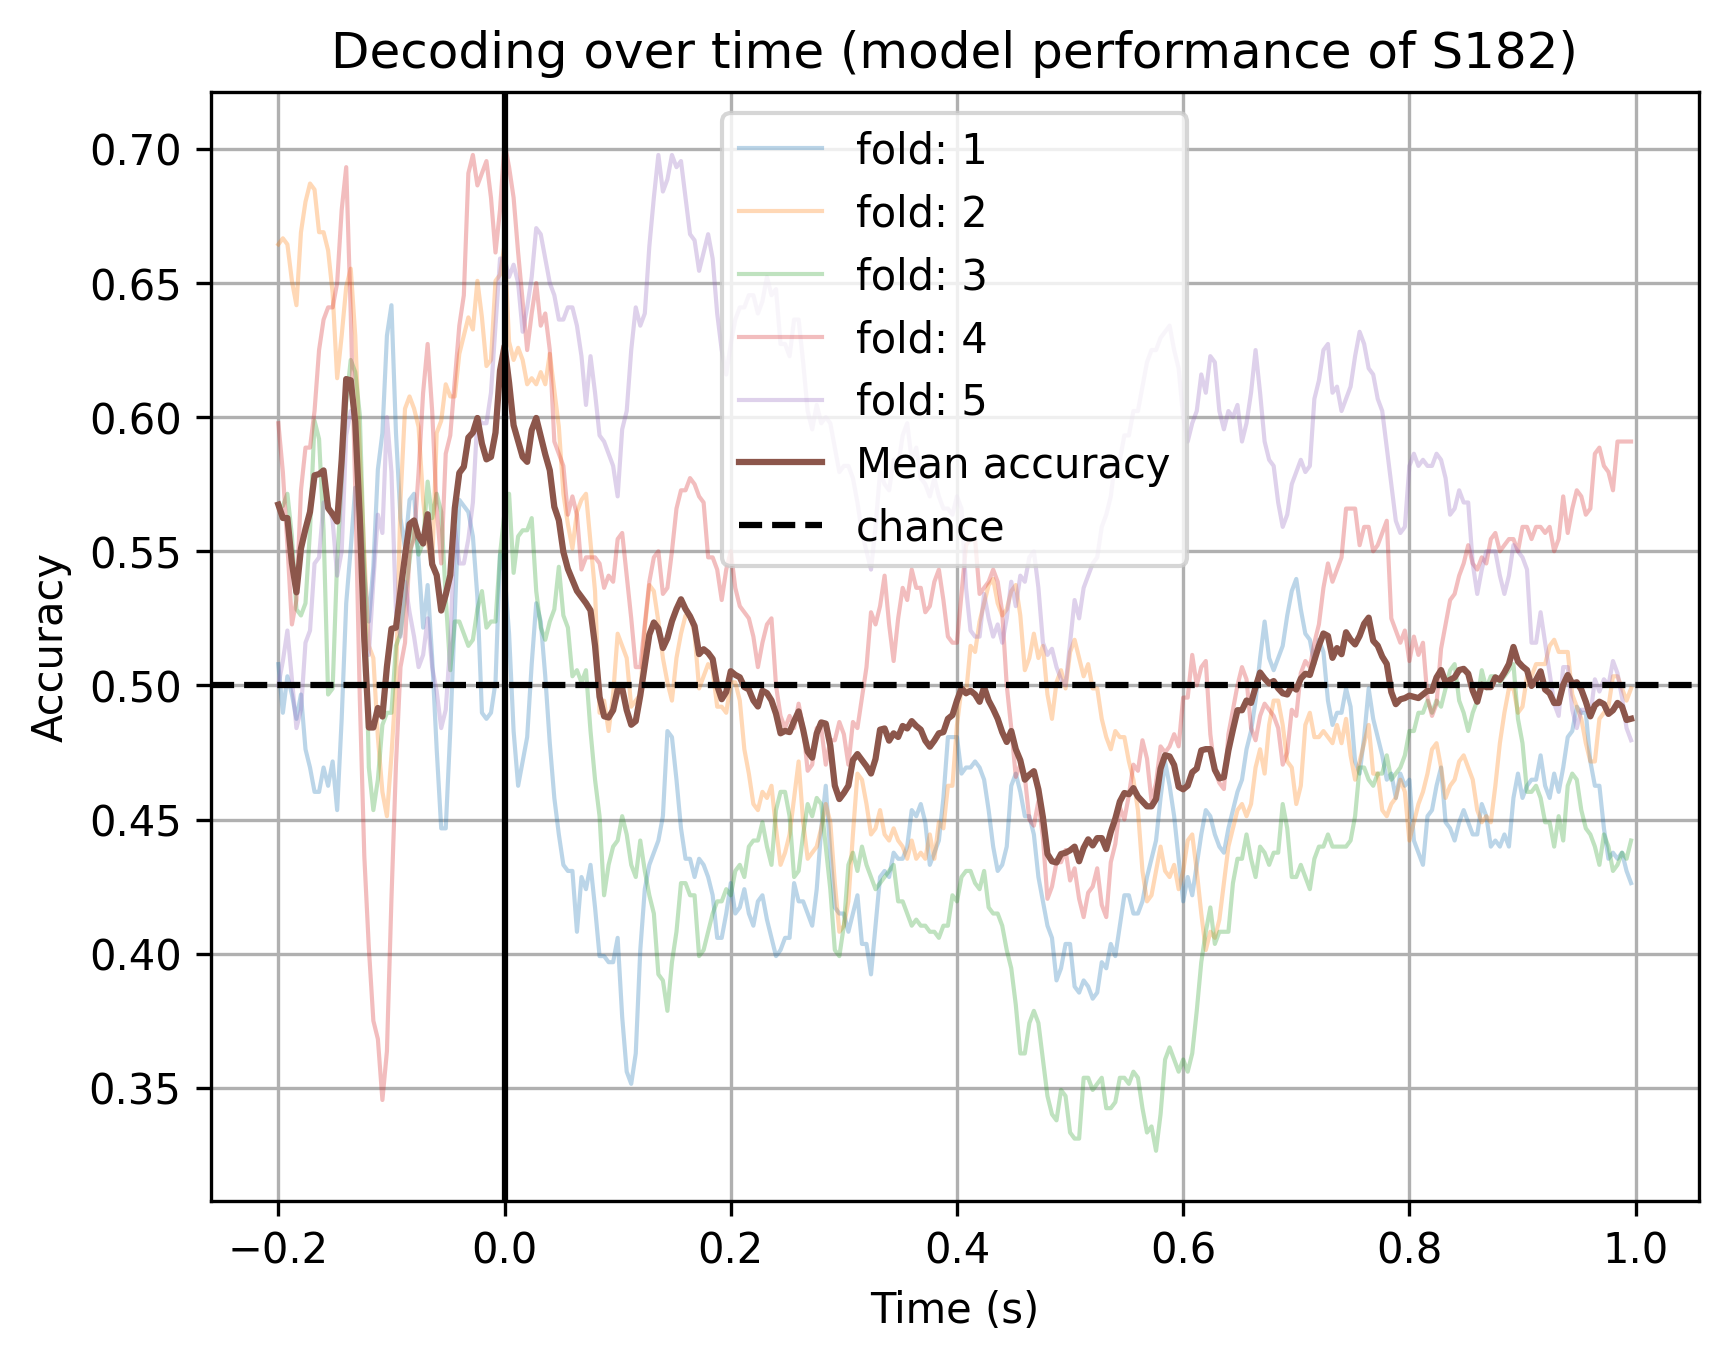 Decoding over time (model performance of S182)
Accuracy
0.70
0.65
0.60
0.55
0.50
0.45
0.40
0.35
fold: 1
fold: 2
fold: 3
fold: 4
fold: 5
Mean accuracy
chance
−0.2 0.0 0.2 0.4 0.6 0.8 1.0
Time (s)